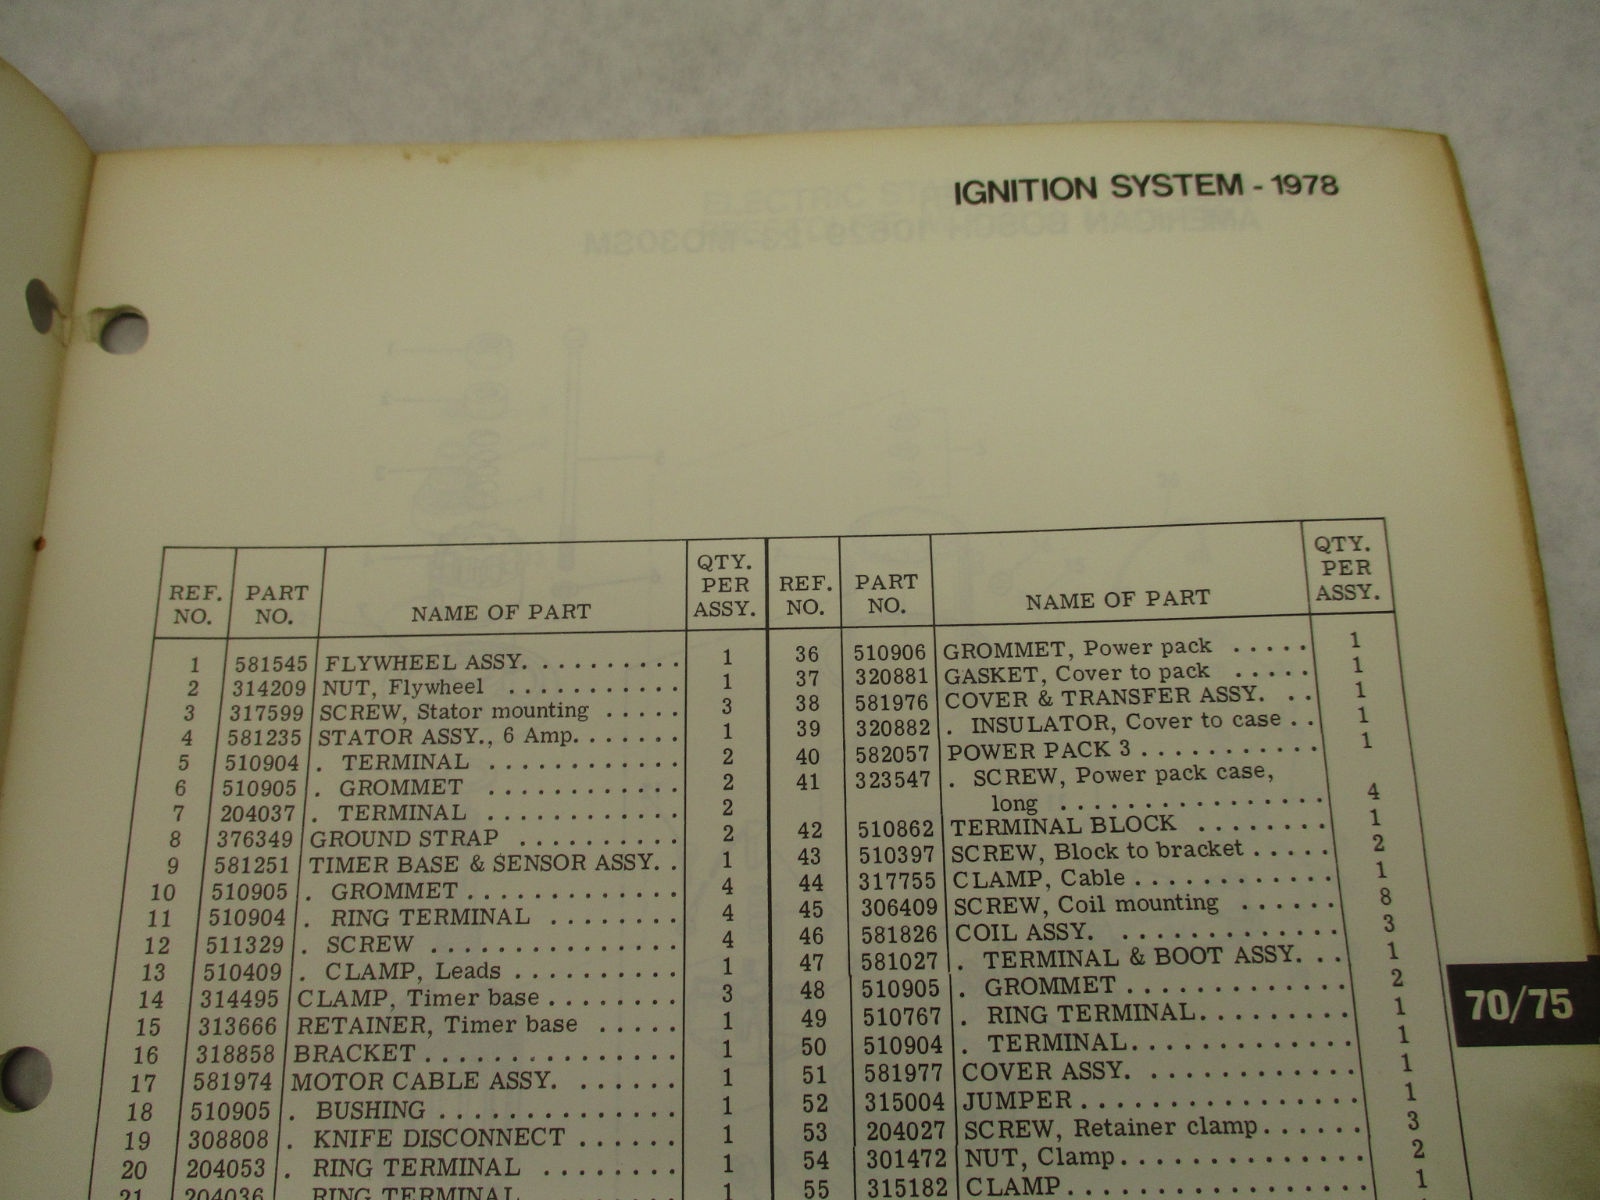 IGNITION SYSTEM - 1978
REF. NO. PART NO. NAME OF PART QTY. PER ASSY.
1 581545 FLYWHEEL ASSY. . . . . . . . . . 1
2 314209 NUT, Flywheel . . . . . . . . . . . 1
3 317599 SCREW, Stator mounting . . . . . 3
4 581235 STATOR ASSY., 6 Amp. . . . . . . 1
5 510904 . TERMINAL . . . . . . . . . . . . 2
6 510905 . GROMMET . . . . . . . . . . . . 2
7 204037 . TERMINAL . . . . . . . . . . . . 2
8 376349 GROUND STRAP . . . . . . . . . . 2
9 581251 TIMER BASE & SENSOR ASSY. . . 1
10 510905 . GROMMET . . . . . . . . . . . . . 4
11 510904 . RING TERMINAL . . . . . . . . 4
12 511329 . SCREW . . . . . . . . . . . . . . . 4
13 510409 . CLAMP, Leads . . . . . . . . . . 1
14 314495 CLAMP, Timer base . . . . . . . . 3
15 313666 RETAINER, Timer base . . . . . 1
16 318858 BRACKET . . . . . . . . . . . . . . . 1
17 581974 MOTOR CABLE ASSY. . . . . . . 1
18 510905 . BUSHING . . . . . . . . . . . . . . 1
19 308808 . KNIFE DISCONNECT . . . . . . 1
20 204053 . RING TERMINAL . . . . . . . . 1
21 204036 . RING TERMINAL . . . . . . . . 1
REF. NO. PART NO. NAME OF PART QTY. PER ASSY.
36 510906 GROMMET, Power pack . . . . . 1
37 320881 GASKET, Cover to pack . . . . . 1
38 581976 COVER & TRANSFER ASSY. . . 1
39 320882 . INSULATOR, Cover to case . . 1
40 582057 POWER PACK 3 . . . . . . . . . . . 1
41 323547 . SCREW, Power pack case,
long . . . . . . . . . . . . . . . . 4
42 510862 TERMINAL BLOCK . . . . . . . . 1
43 510397 SCREW, Block to bracket . . . . . 2
44 317755 CLAMP, Cable . . . . . . . . . . . . 1
45 306409 SCREW, Coil mounting . . . . . . 8
46 581826 COIL ASSY. . . . . . . . . . . . . . 3
47 581027 . TERMINAL & BOOT ASSY. . . . 1
48 510905 . GROMMET . . . . . . . . . . . . . 2
49 510767 . RING TERMINAL. . . . . . . . . 1
50 510904 . TERMINAL. . . . . . . . . . . . . 1
51 581977 COVER ASSY. . . . . . . . . . . . 1
52 315004 JUMPER . . . . . . . . . . . . . . . . 1
53 204027 SCREW, Retainer clamp . . . . . . 3
54 301472 NUT, Clamp . . . . . . . . . . . . . . 2
55 315182 CLAMP . . . . . . . . . . . . . . . . . 1
70/75